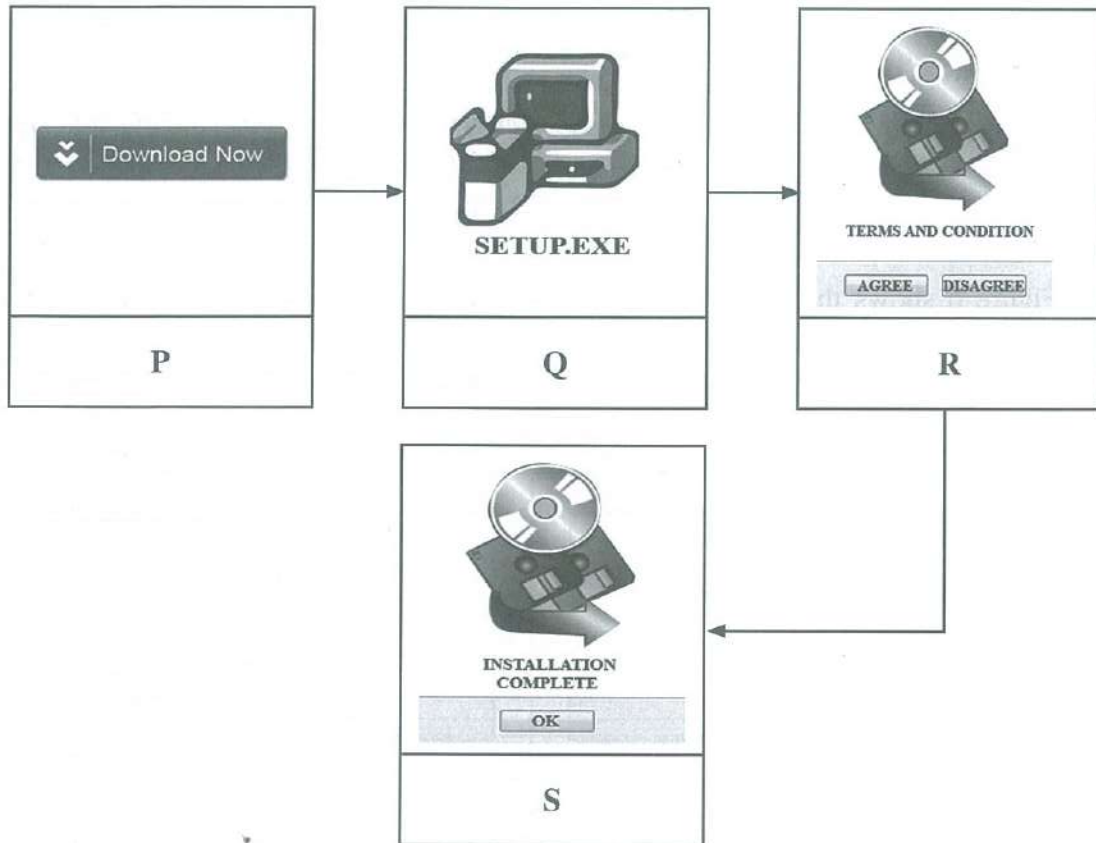 Download Now
SETUP.EXE
TERMS AND CONDITION
AGREE DISAGREE
P
Q
R
INSTALLATION
COMPLETE
OK
S